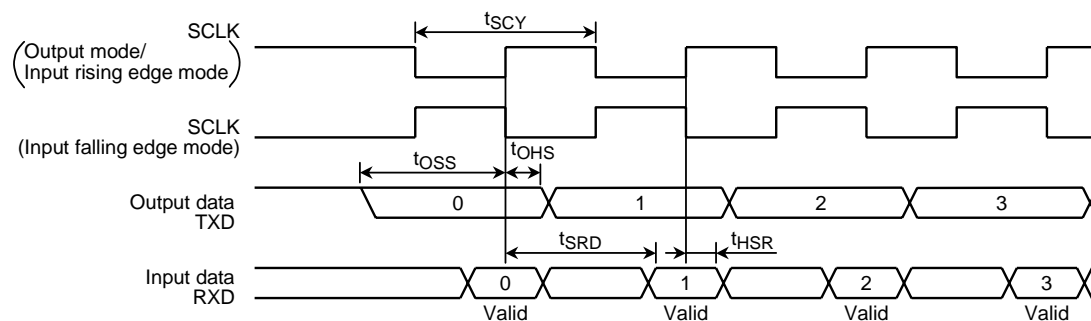 SCLK
(Output mode/
Input rising edge mode)
tSCY
SCLK
(Input falling edge mode)
tOSS
tOHS
Output data
TXD
0
1
2
3
tSRD
tHSR
Input data
RXD
0
1
2
3
Valid
Valid
Valid
Valid